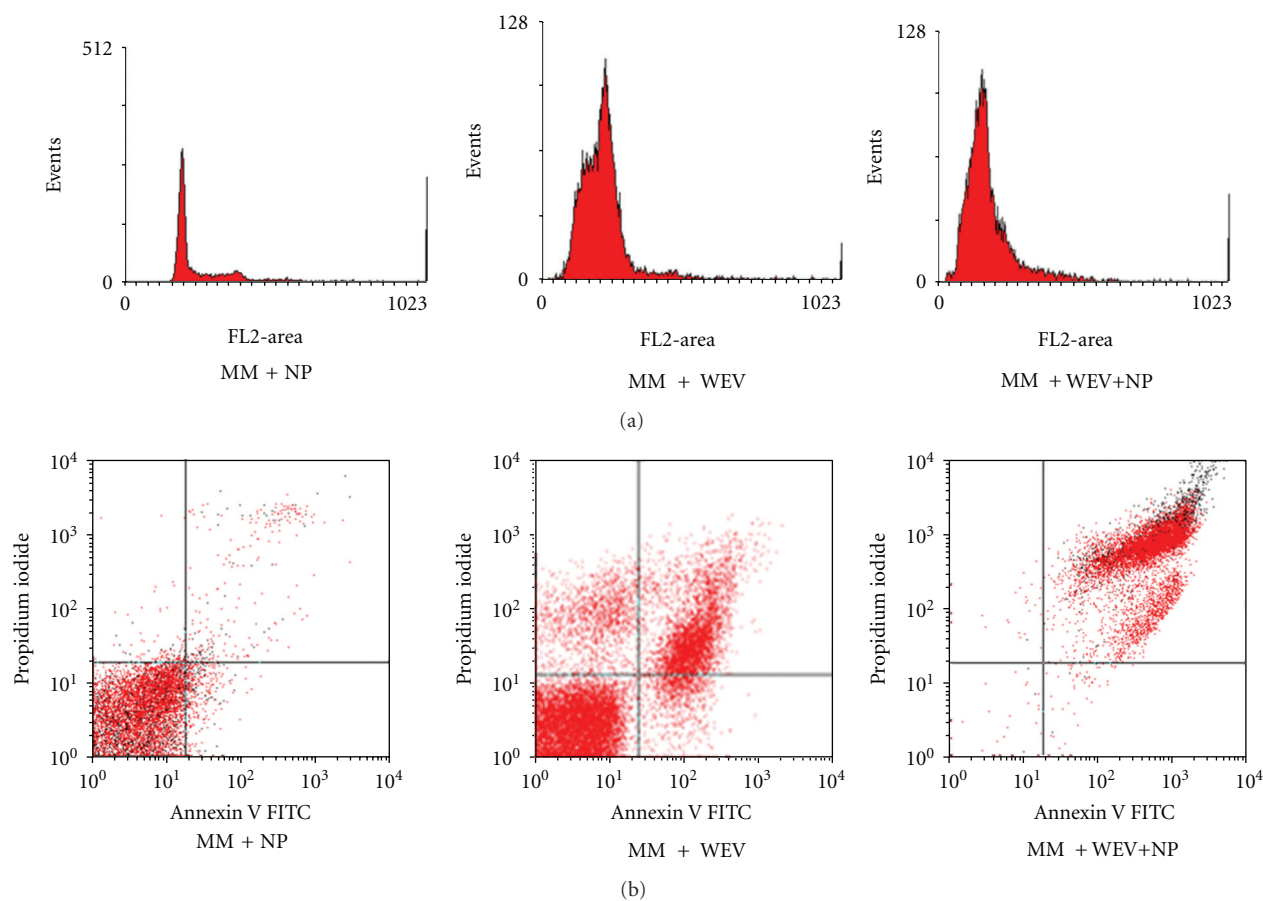 512
Events
0
0
1023
FL2-area
MM + NP
128
Events
0
0
1023
FL2-area
MM + WEV
128
Events
0
0
1023
FL2-area
MM +WEV+NP
(a)
10⁴
10³
10²
10¹
10⁰
Propidium iodide
10⁰ 10¹ 10² 10³ 10⁴
Annexin V FITC
MM + NP
10⁴
10³
10²
10¹
10⁰
Propidium iodide
10⁰ 10¹ 10² 10³ 10⁴
Annexin V FITC
MM + WEV
10⁴
10³
10²
10¹
10⁰
Propidium iodide
10⁰ 10¹ 10² 10³ 10⁴
Annexin V FITC
MM +WEV+NP
(b)